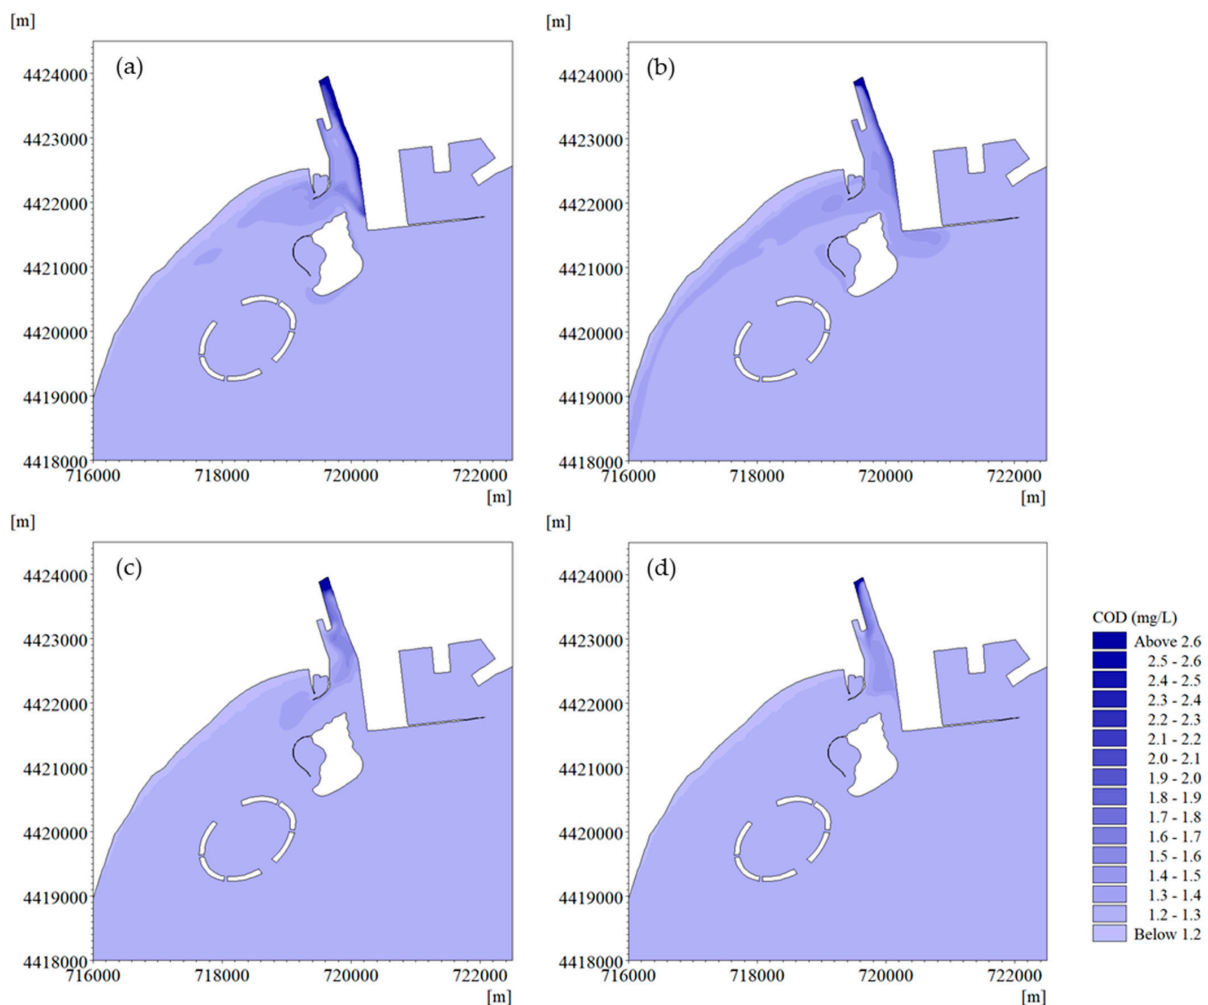 [m]
[m]
4424000
(a)
4424000
(b)
4423000
4423000
4422000
4422000
4421000
4421000
4420000
4420000
4419000
4419000
4418000
4418000
716000
718000
720000
722000
716000
718000
720000
722000
[m]
[m]
[m]
[m]
4424000
(c)
4424000
(d)
4423000
4423000
4422000
4422000
4421000
4421000
4420000
4420000
4419000
4419000
4418000
4418000
716000
718000
720000
722000
716000
718000
720000
722000
[m]
[m]
COD (mg/L)
Above 2.6
2.5 - 2.6
2.4 - 2.5
2.3 - 2.4
2.2 - 2.3
2.1 - 2.2
2.0 - 2.1
1.9 - 2.0
1.8 - 1.9
1.7 - 1.8
1.6 - 1.7
1.5 - 1.6
1.4 - 1.5
1.3 - 1.4
1.2 - 1.3
Below 1.2